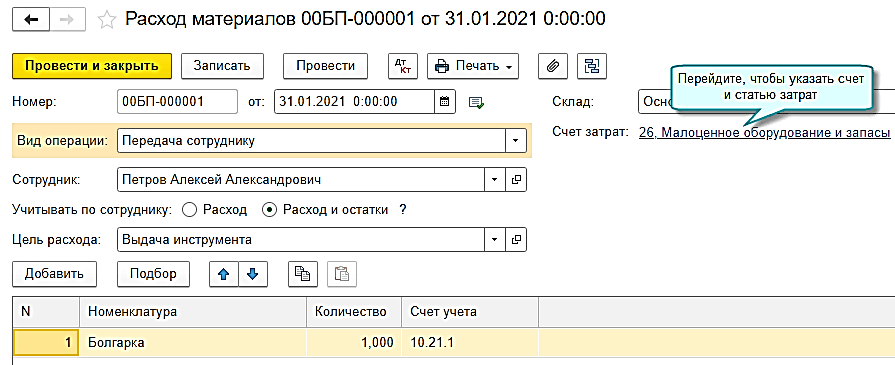 Расход материалов 00БП-000001 от 31.01.2021 0:00:00
Провести и закрыть Записать Провести Дт Кт Печать
Перейдите, чтобы указать счет
и статью затрат
Номер: 00БП-000001 от: 31.01.2021 0:00:00 Склад: Осно
Вид операции: Передача сотруднику Счет затрат: 26, Малоценное оборудование и запасы
Сотрудник: Петров Алексей Александрович
Учитывать по сотруднику: Расход Расход и остатки ?
Цель расхода: Выдача инструмента
Добавить Подбор
N Номенклатура Количество Счет учета
1 Болгарка 1,000 10.21.1